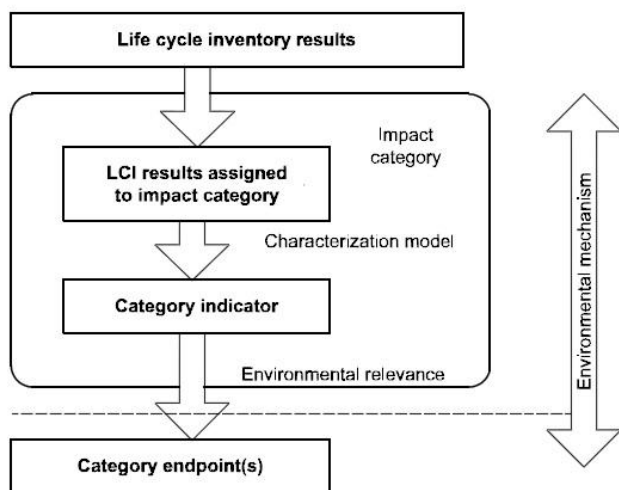 Life cycle inventory results
Impact
category
LCI results assigned
to impact category
Characterization model
Category indicator
Environmental relevance
Category endpoint(s)
Environmental mechanism